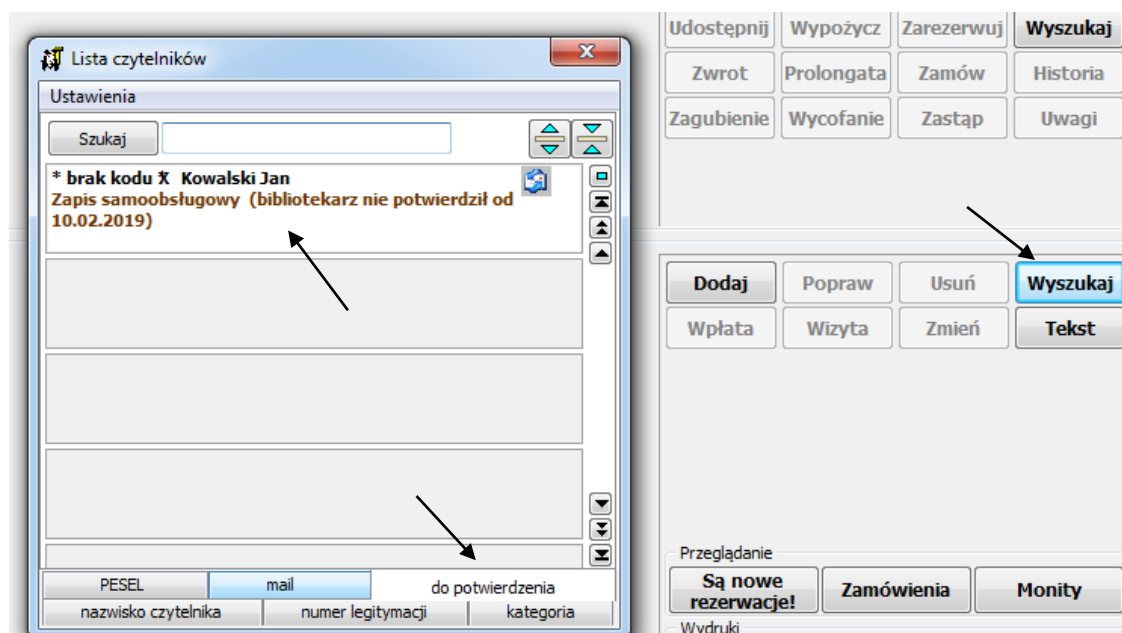 Lista czytelników
Ustawienia
Szukaj
* brak kodu X Kowalski Jan
Zapis samoobsługowy (bibliotekarz nie potwierdził od
10.02.2019)
PESEL mail do potwierdzenia
nazwisko czytelnika numer legitymacji kategoria
Udostępnij Wypożycz Zarezerwuj Wyszukaj
Zwrot Prolongata Zamów Historia
Zagubienie Wycofanie Zastąp Uwagi
Dodaj Popraw Usuń Wyszukaj
Wpłata Wizyta Zmień Tekst
Przeglądanie
Są nowe
rezerwacje!
Zamówienia
Monity
Wydruki